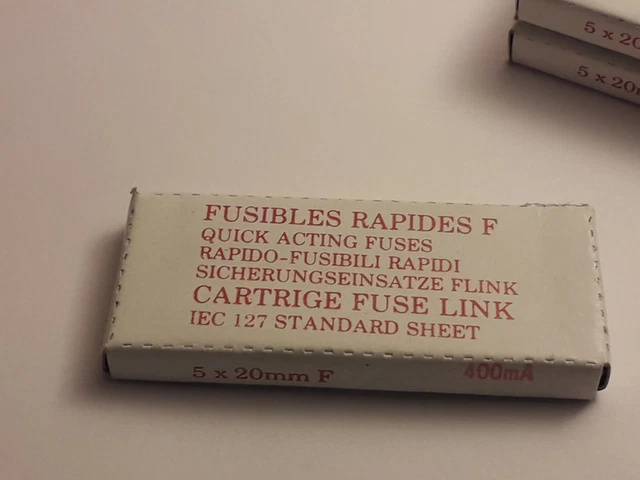 5 x 20
5 x 20
FUSIBLES RAPIDES F
QUICK ACTING FUSES
RAPIDO-FUSIBILI RAPIDI
SICHERUNGSEINSATZE FLINK
CARTRIGE FUSE LINK
IEC 127 STANDARD SHEET
5 x 20mm F 400mA